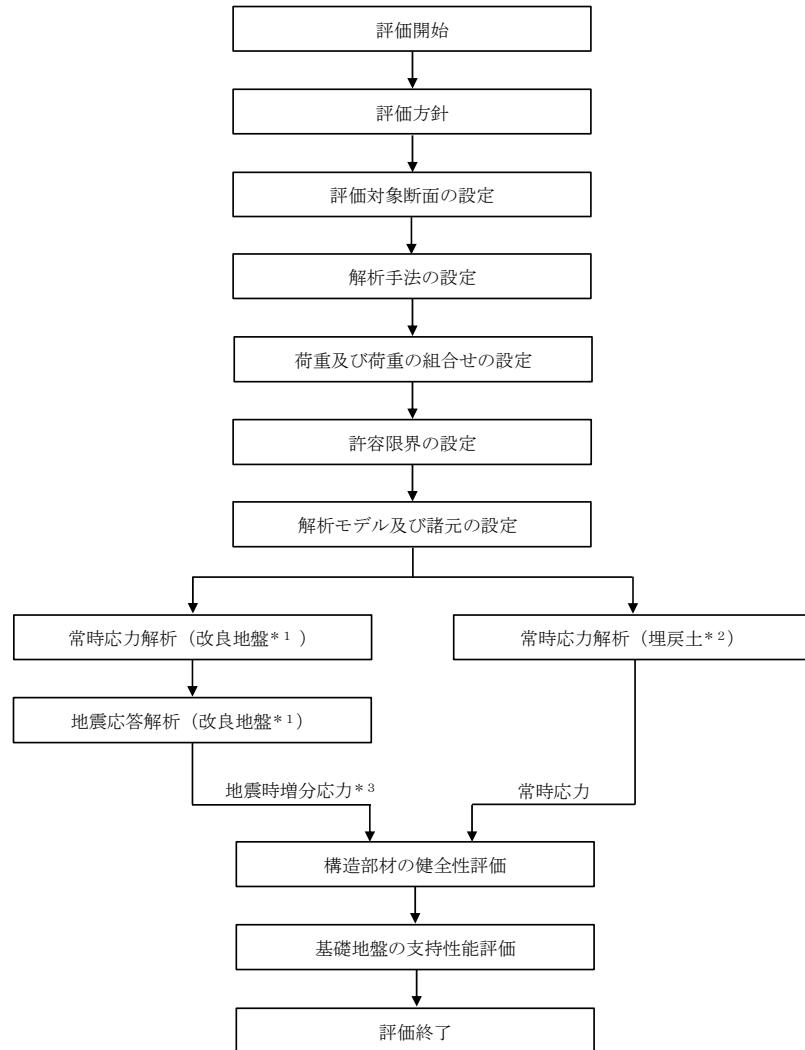 評価開始
評価方針
評価対象断面の設定
解析手法の設定
荷重及び荷重の組合せの設定
許容限界の設定
解析モデル及び諸元の設定
常時応力解析（改良地盤*¹）
常時応力解析（埋戻土*²）
地震応答解析（改良地盤*¹）
地震時増分応力*³
常時応力
構造部材の健全性評価
基礎地盤の支持性能評価
評価終了